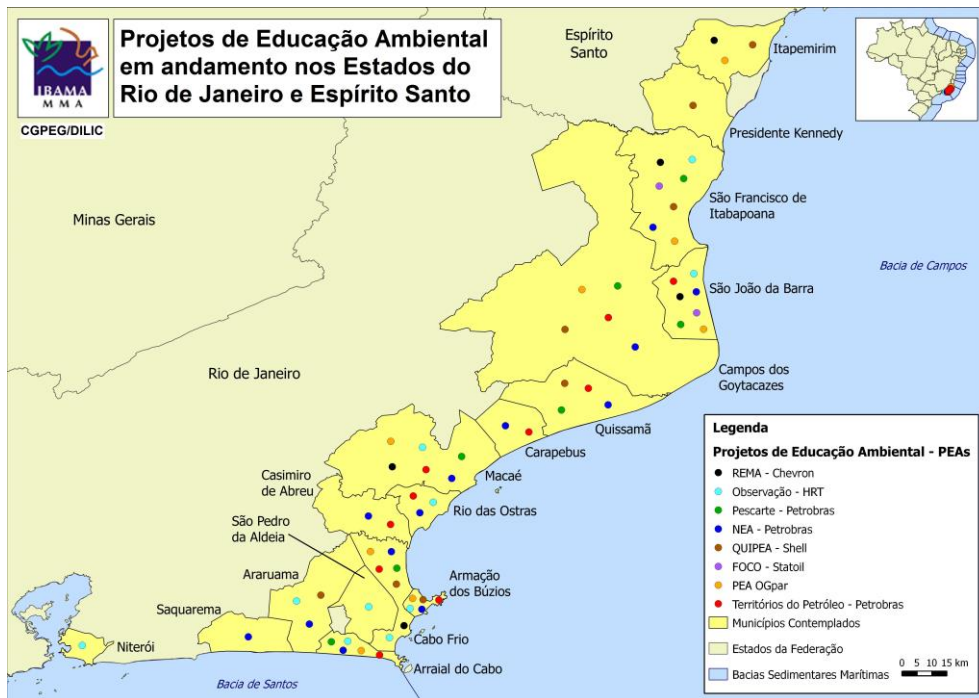 IBAMA
M M A
CGPEG/DILIC
Projetos de Educação Ambiental
em andamento nos Estados do
Rio de Janeiro e Espírito Santo
Espírito
Santo
Itapemirim
Presidente Kennedy
Minas Gerais
São Francisco de
Itabapoana
Bacia de Campos
São João da Barra
Rio de Janeiro
Campos dos
Goytacazes
Quissamã
Carapebus
Macaé
Casimiro
de Abreu
Rio das Ostras
São Pedro
da Aldeia
Araruama
Armação
dos Búzios
Saquarema
Cabo Frio
Niterói
Arraial do Cabo
Bacia de Santos
Legenda
Projetos de Educação Ambiental - PEAs
REMA - Chevron
Observação - HRT
Pescarte - Petrobras
NEA - Petrobras
QUIPEA - Shell
FOCO - Statoil
PEA OGpar
Territórios do Petróleo - Petrobras
Municípios Contemplados
Estados da Federação
Bacias Sedimentares Marítimas
0 5 10 15 km